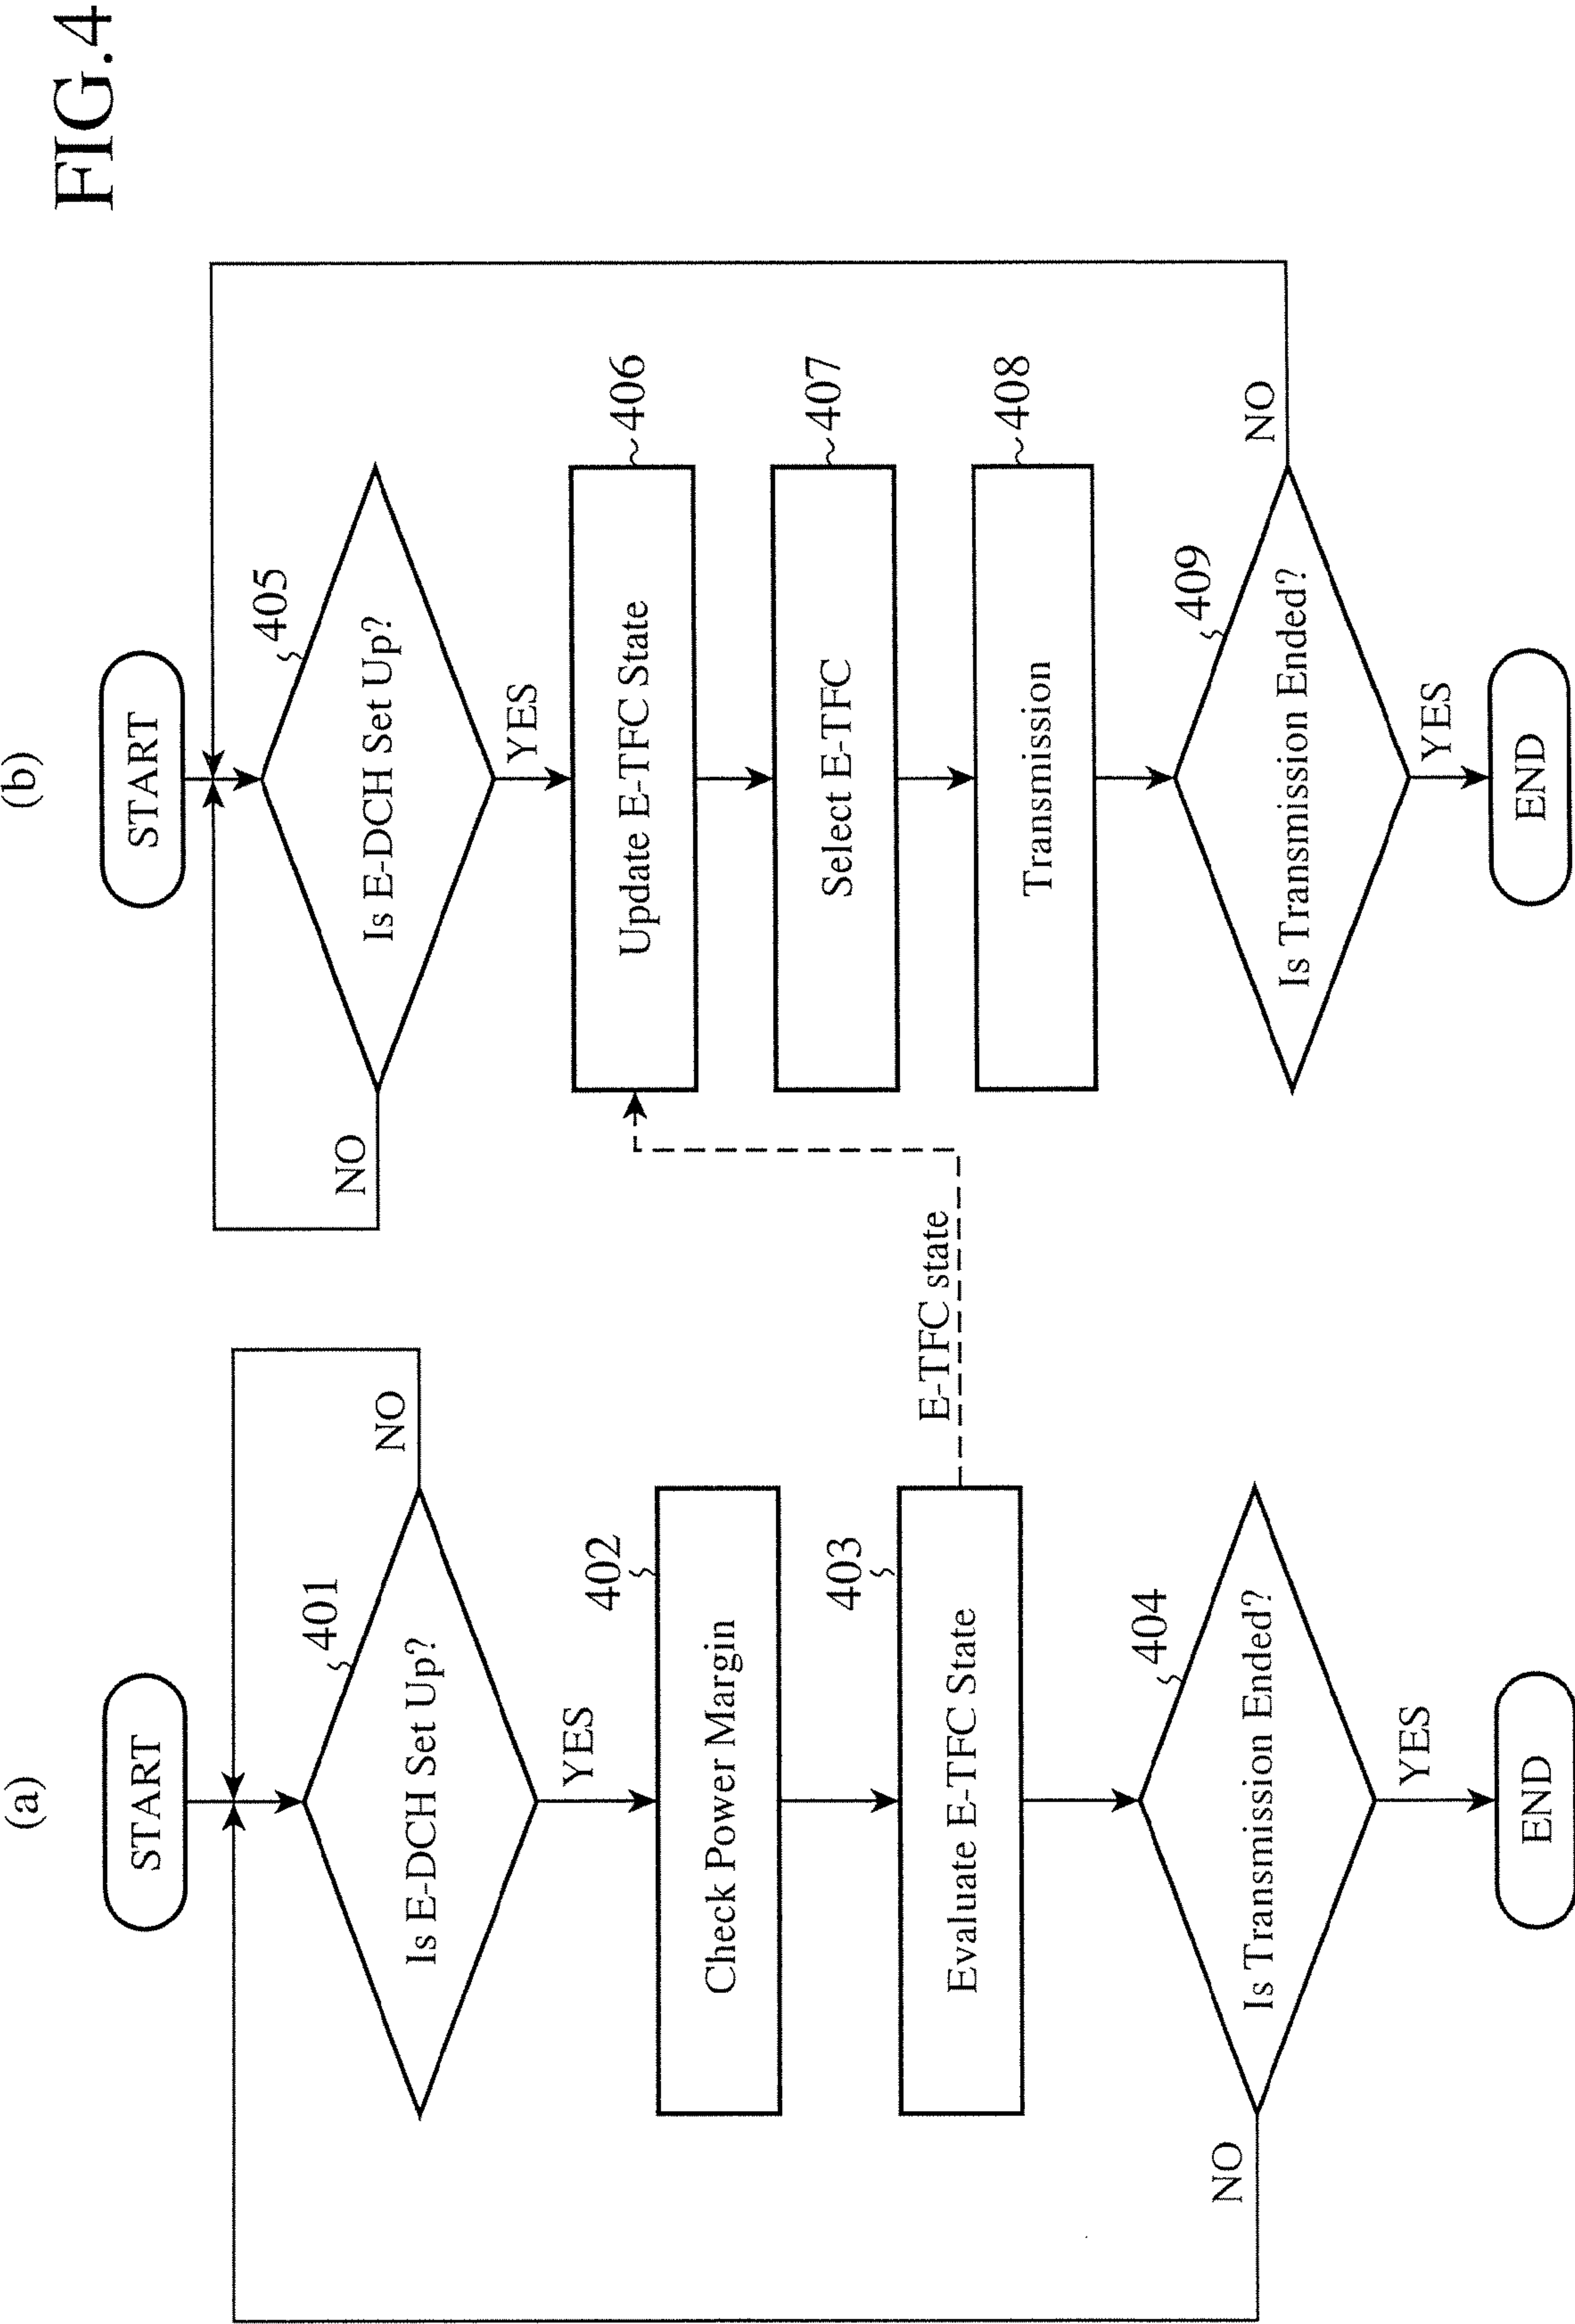 FIG.4
(a)
START
401
Is E-DCH Set Up?
NO
YES
402
Check Power Margin
403
Evaluate E-TFC State
E-TFC state
404
Is Transmission Ended?
NO
YES
END
(b)
START
405
Is E-DCH Set Up?
NO
YES
Update E-TFC State
406
Select E-TFC
407
Transmission
408
409
Is Transmission Ended?
NO
YES
END